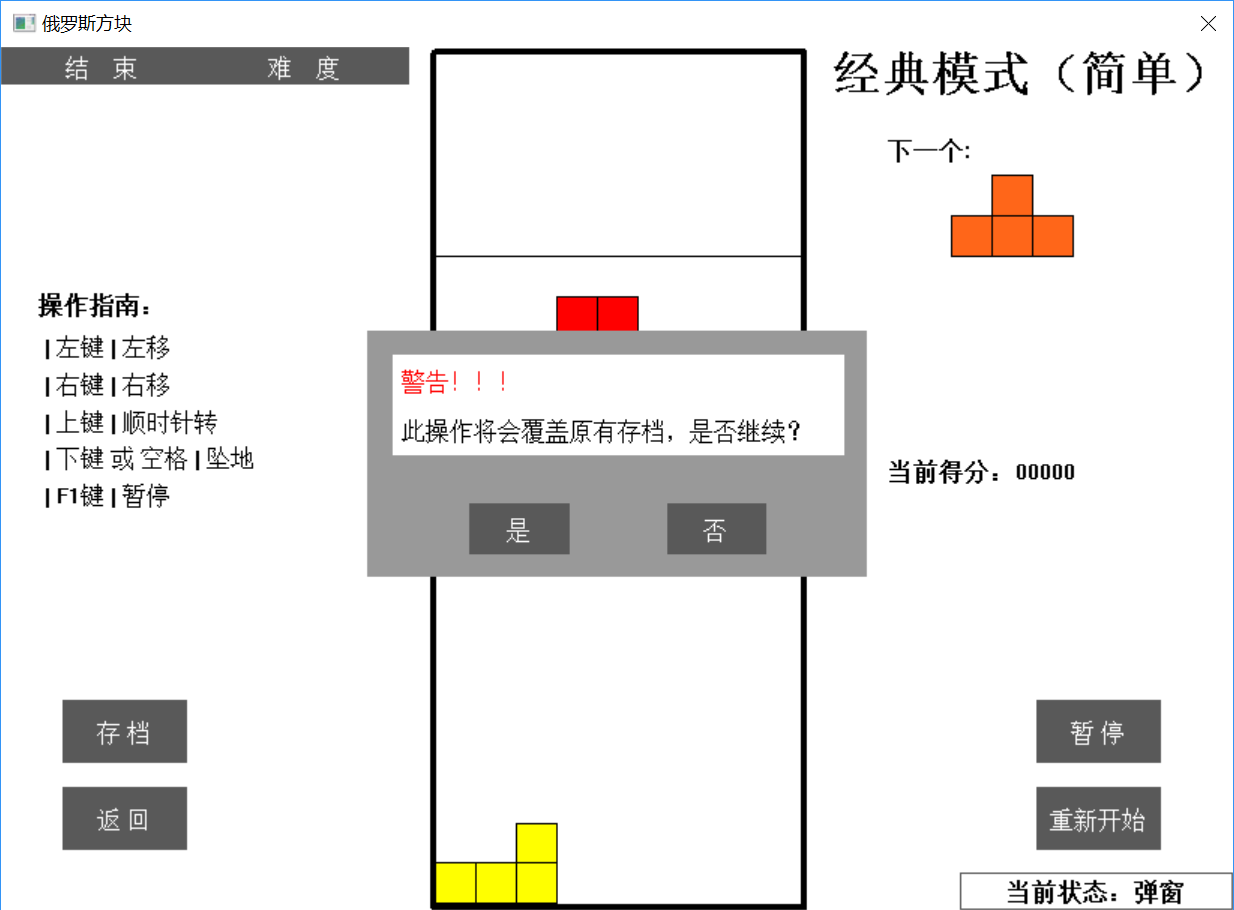 俄罗斯方块
结 束 难 度
经典模式（简单）
下一个:
操作指南：
|左键|左移
|右键|右移
|上键|顺时针转
|下键 或 空格|坠地
|F1键|暂停
警告！！！
此操作将会覆盖原有存档，是否继续？
是 否
当前得分：00000
存 档
返 回
暂 停
重新开始
当前状态：弹窗